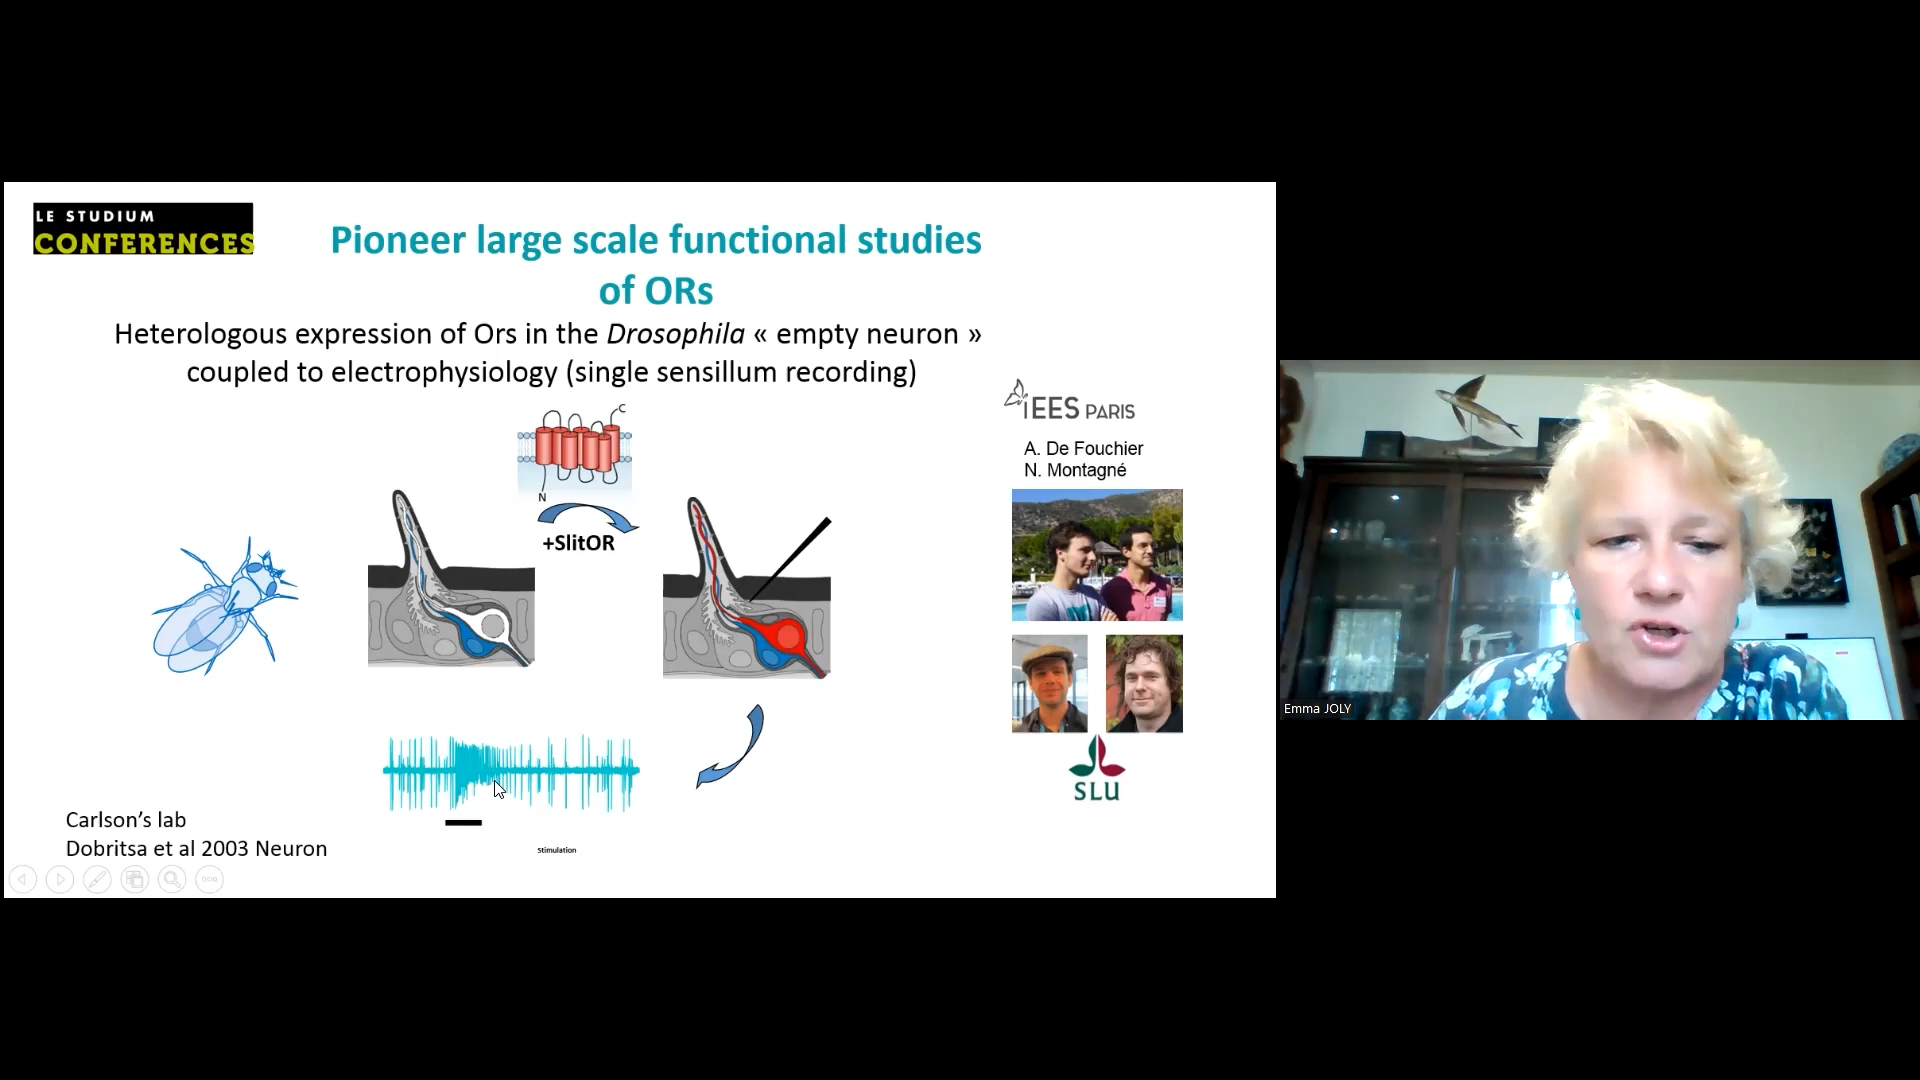 LE STUDIUM
CONFERENCES
Pioneer large scale functional studies
of ORs
Heterologous expression of Ors in the Drosophila « empty neuron »
coupled to electrophysiology (single sensillum recording)
C
N
+SlitOR
iEES PARIS
A. De Fouchier
N. Montagné
SLU
Stimulation
Carlson’s lab
Dobritsa et al 2003 Neuron
Emma JOLY